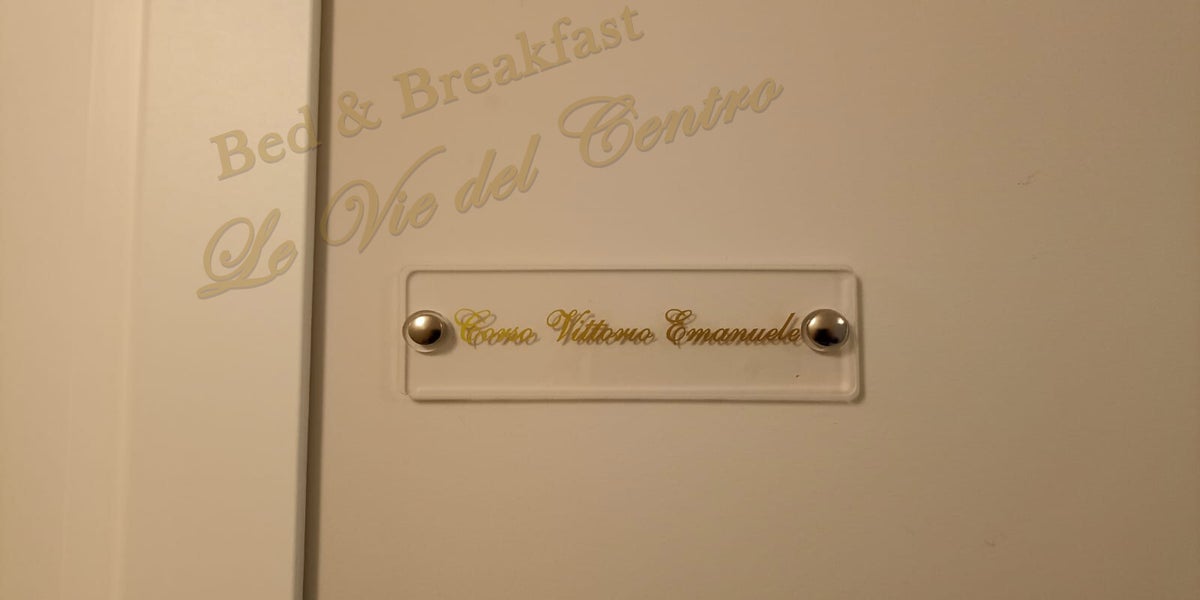 Bed & Breakfast
Le Vie del Centro
Corso Vittorio Emanuele